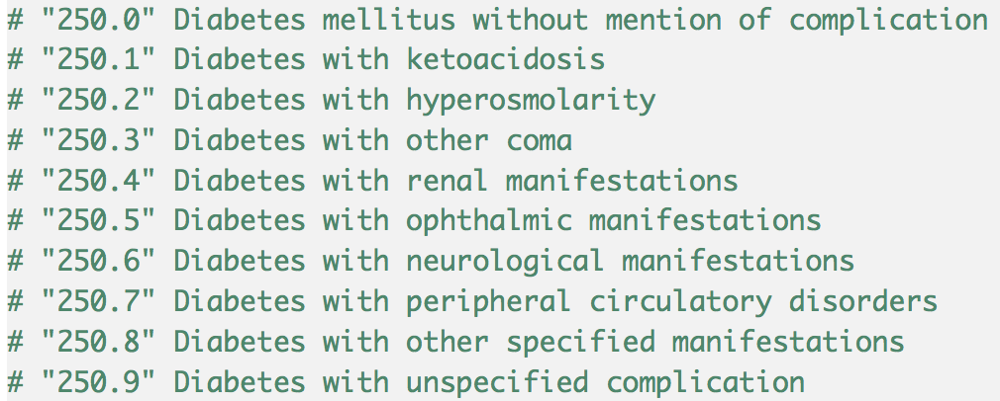 # "250.0" Diabetes mellitus without mention of complication
# "250.1" Diabetes with ketoacidosis
# "250.2" Diabetes with hyperosmolarity
# "250.3" Diabetes with other coma
# "250.4" Diabetes with renal manifestations
# "250.5" Diabetes with ophthalmic manifestations
# "250.6" Diabetes with neurological manifestations
# "250.7" Diabetes with peripheral circulatory disorders
# "250.8" Diabetes with other specified manifestations
# "250.9" Diabetes with unspecified complication